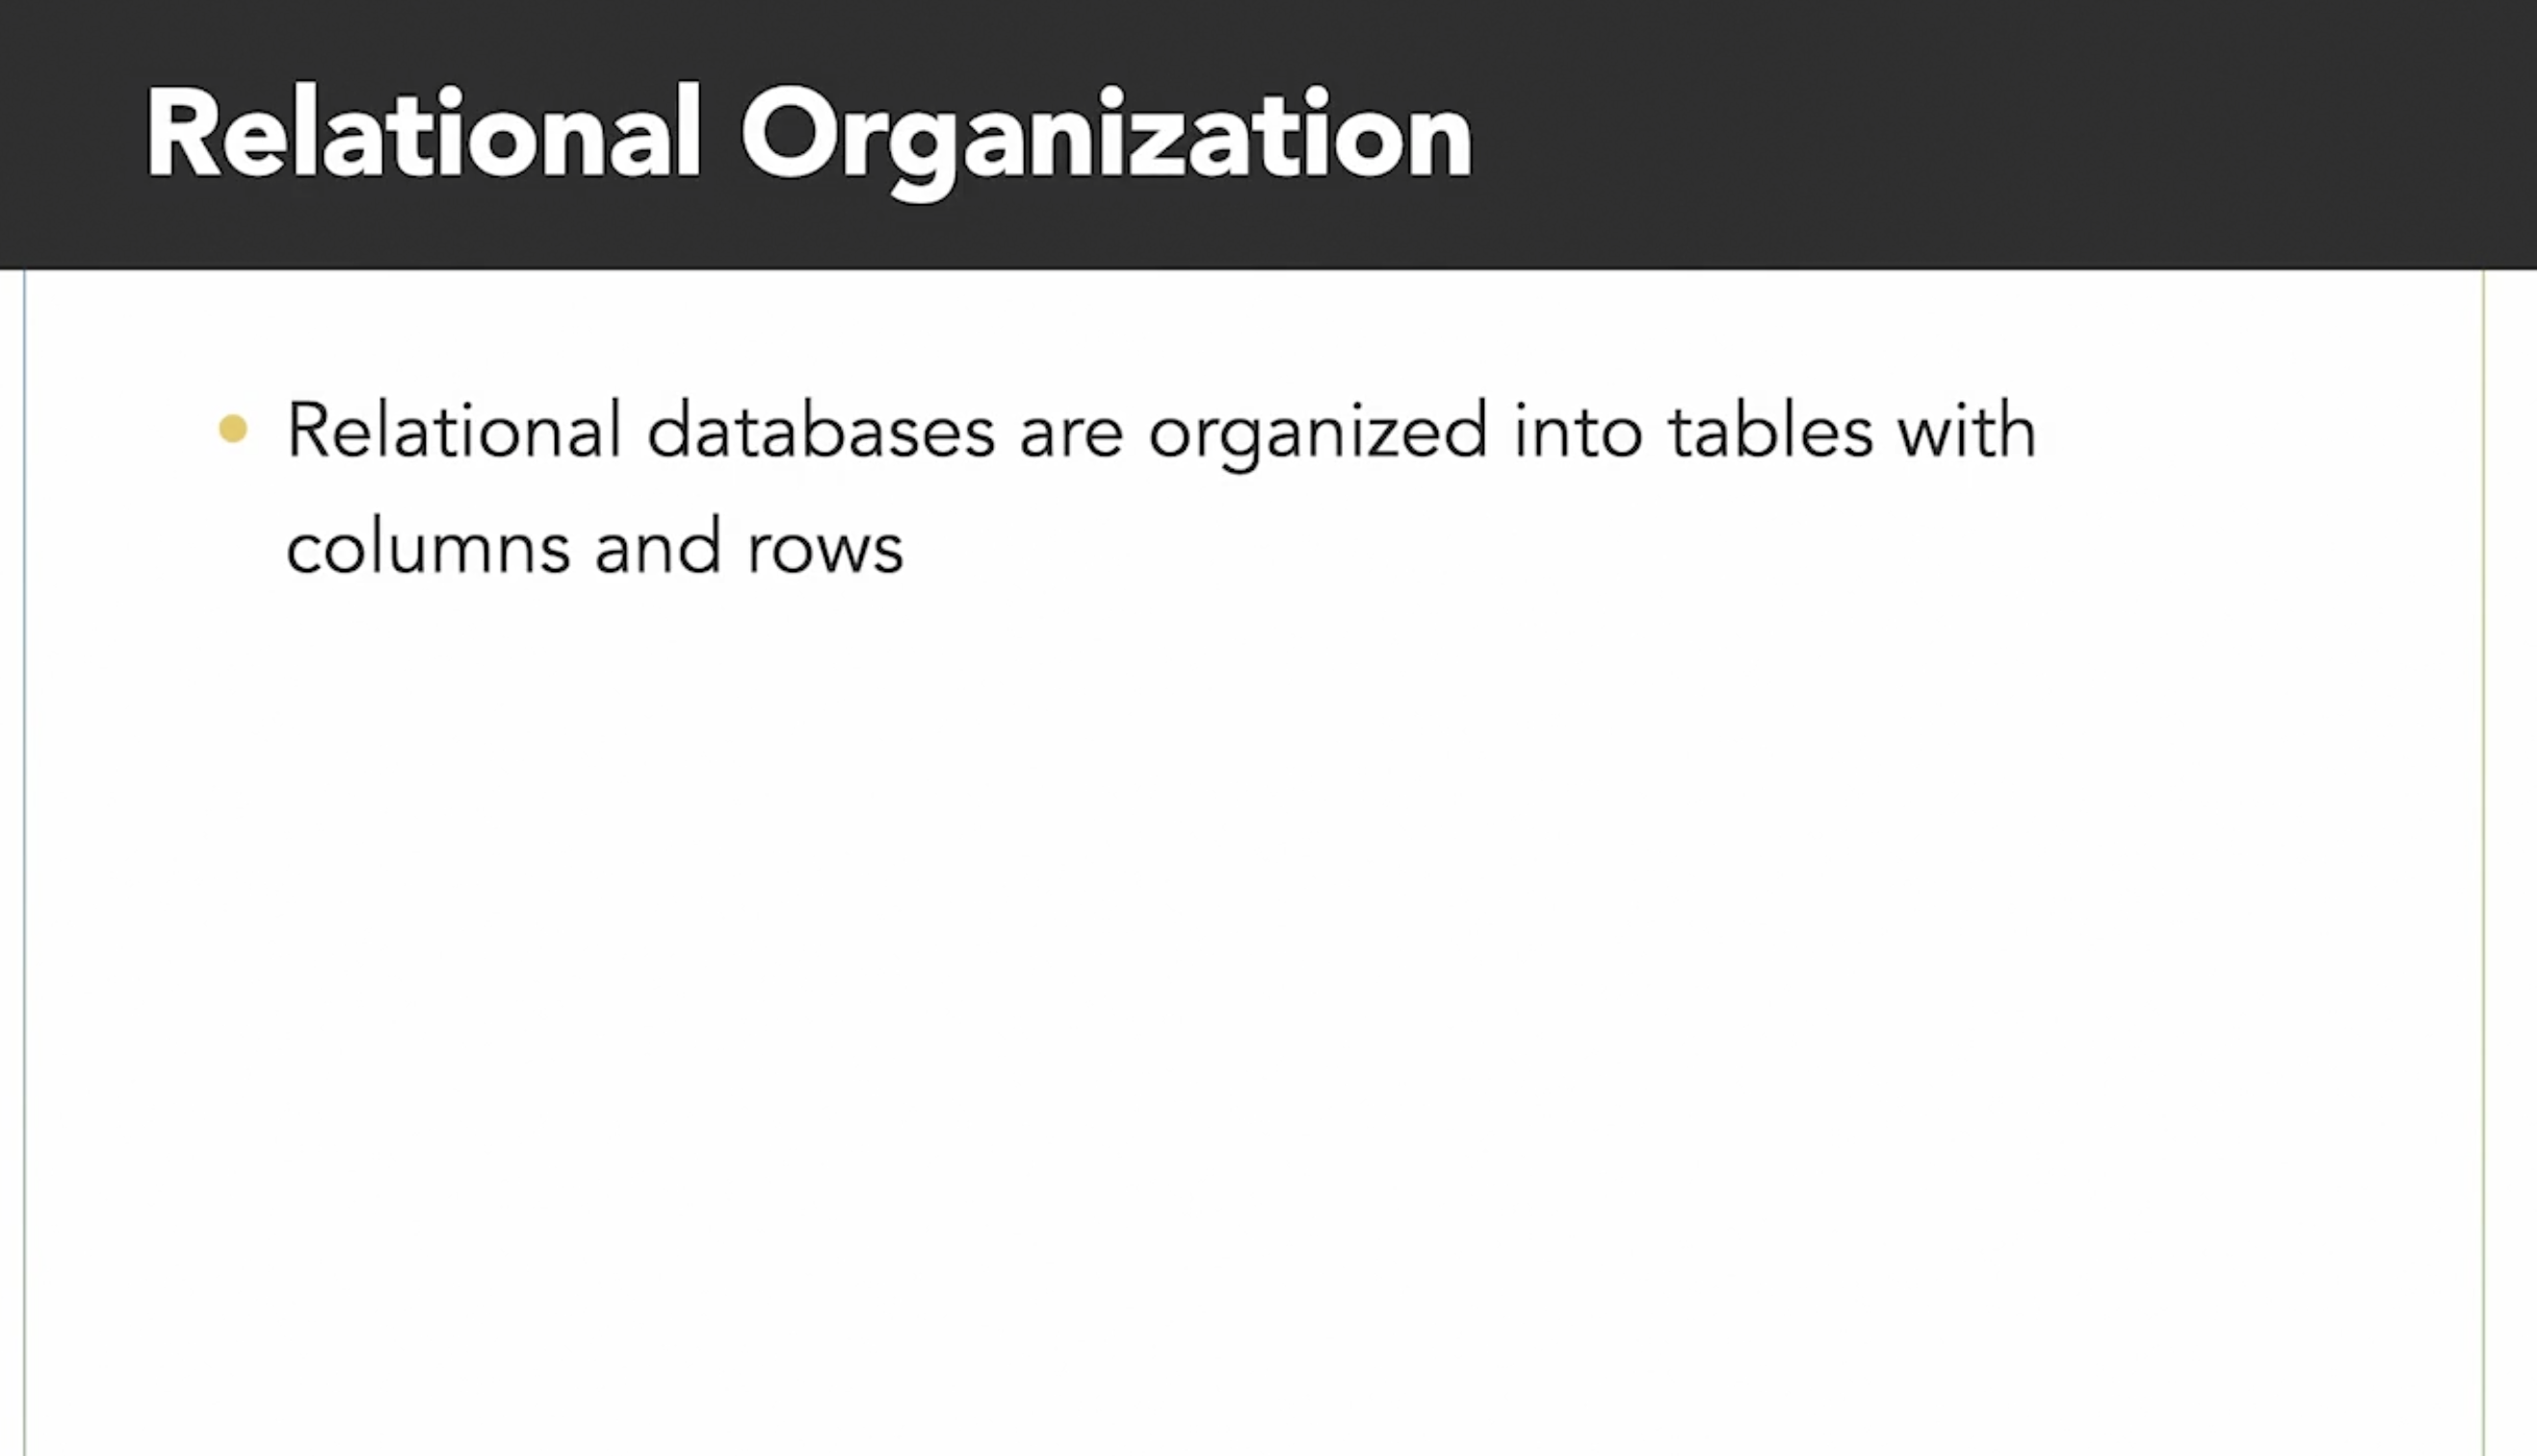 Relational Organization
Relational databases are organized into tables with
columns and rows